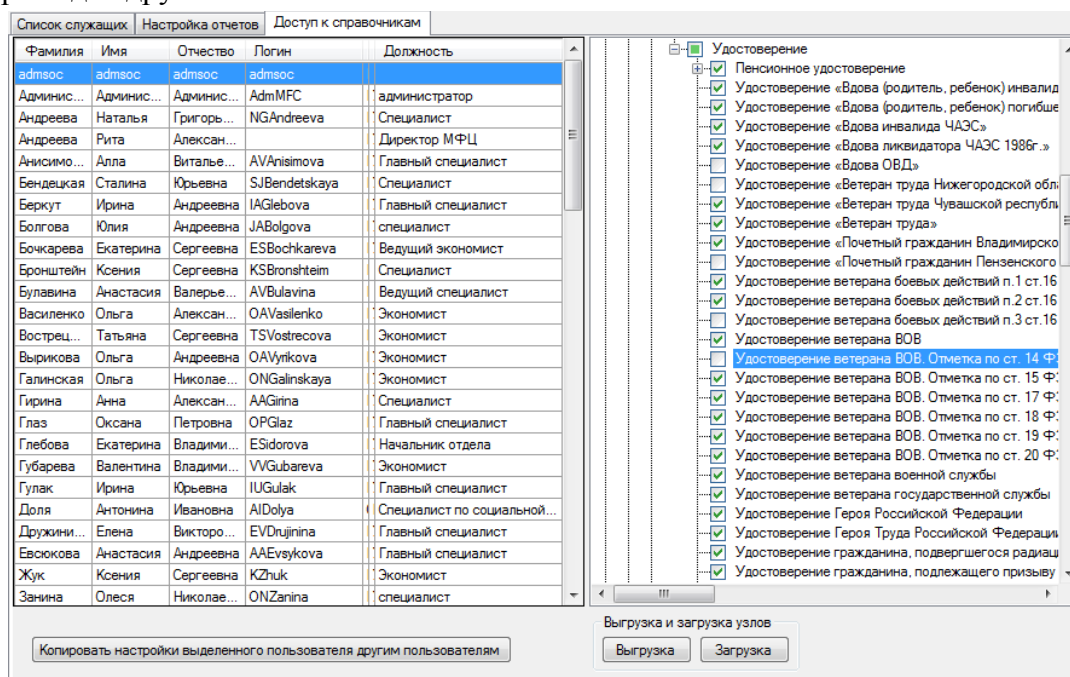 Список служащих Настройка отчетов Доступ к справочникам
Фамилия Имя Отчество Логин Должность
admsoc admsoc admsoc admsoc
Админис... Админис... Админис... AdmMFC администратор
Андреева Наталья Григорь... NGAndreeva Специалист
Андреева Рита Алексан... Директор МФЦ
Анисимо... Алла Виталье... AVAnisimova Главный специалист
Бендецкая Сталина Юрьевна SJBendetskaya Специалист
Беркут Ирина Андреевна IAGlebova Главный специалист
Болгова Юлия Андреевна JABolgova специалист
Бочкарева Екатерина Сергеевна ESBochkareva Ведущий экономист
Бронштейн Ксения Сергеевна KSBronshteim Специалист
Булавина Анастасия Валерье... AVBulavina Ведущий специалист
Василенко Ольга Алексан... OAVasilenko Экономист
Вострец... Татьяна Сергеевна TSVostrecova Экономист
Вырикова Ольга Андреевна OAVyrikova Экономист
Галинская Ольга Николае... ONGalinskaya Экономист
Гирина Анна Алексан... AAGirina Специалист
Глаз Оксана Петровна OPGlaz Главный специалист
Глебова Екатерина Владими... ESidorova Начальник отдела
Губарева Валентина Владими... VVGubareva Экономист
Гулак Ирина Юрьевна IUGulak Главный специалист
Доля Антонина Ивановна AIDolya Специалист по социальной...
Дружини... Елена Викторо... EVDrujinina Главный специалист
Евсюкова Анастасия Андреевна AAEvsykova Главный специалист
Жук Ксения Сергеевна KZhuk Экономист
Занина Олеся Николае... ONZanina специалист
Удостоверение
Пенсионное удостоверение
Удостоверение «Вдова (родитель, ребенок) инвалид
Удостоверение «Вдова (родитель, ребенок) погибше
Удостоверение «Вдова инвалида ЧАЭС»
Удостоверение «Вдова ликвидатора ЧАЭС 1986г.»
Удостоверение «Вдова ОВД»
Удостоверение «Ветеран труда Нижегородской обла
Удостоверение «Ветеран труда Чувашской республи
Удостоверение «Ветеран труда»
Удостоверение «Почетный гражданин Владимирско
Удостоверение «Почетный гражданин Пензенского
Удостоверение ветерана боевых действий п.1 ст.16
Удостоверение ветерана боевых действий п.2 ст.16
Удостоверение ветерана боевых действий п.3 ст.16
Удостоверение ветерана ВОВ
Удостоверение ветерана ВОВ. Отметка по ст. 14 ФЗ
Удостоверение ветерана ВОВ. Отметка по ст. 15 ФЗ
Удостоверение ветерана ВОВ. Отметка по ст. 17 ФЗ
Удостоверение ветерана ВОВ. Отметка по ст. 18 ФЗ
Удостоверение ветерана ВОВ. Отметка по ст. 19 ФЗ
Удостоверение ветерана ВОВ. Отметка по ст. 20 ФЗ
Удостоверение ветерана военной службы
Удостоверение ветерана государственной службы
Удостоверение Героя Российской Федерации
Удостоверение Героя Труда Российской Федерации
Удостоверение гражданина, подвергшегося радиац
Удостоверение гражданина, подлежащего призыву
Копировать настройки выделенного пользователя другим пользователям
Выгрузка и загрузка узлов
Выгрузка Загрузка